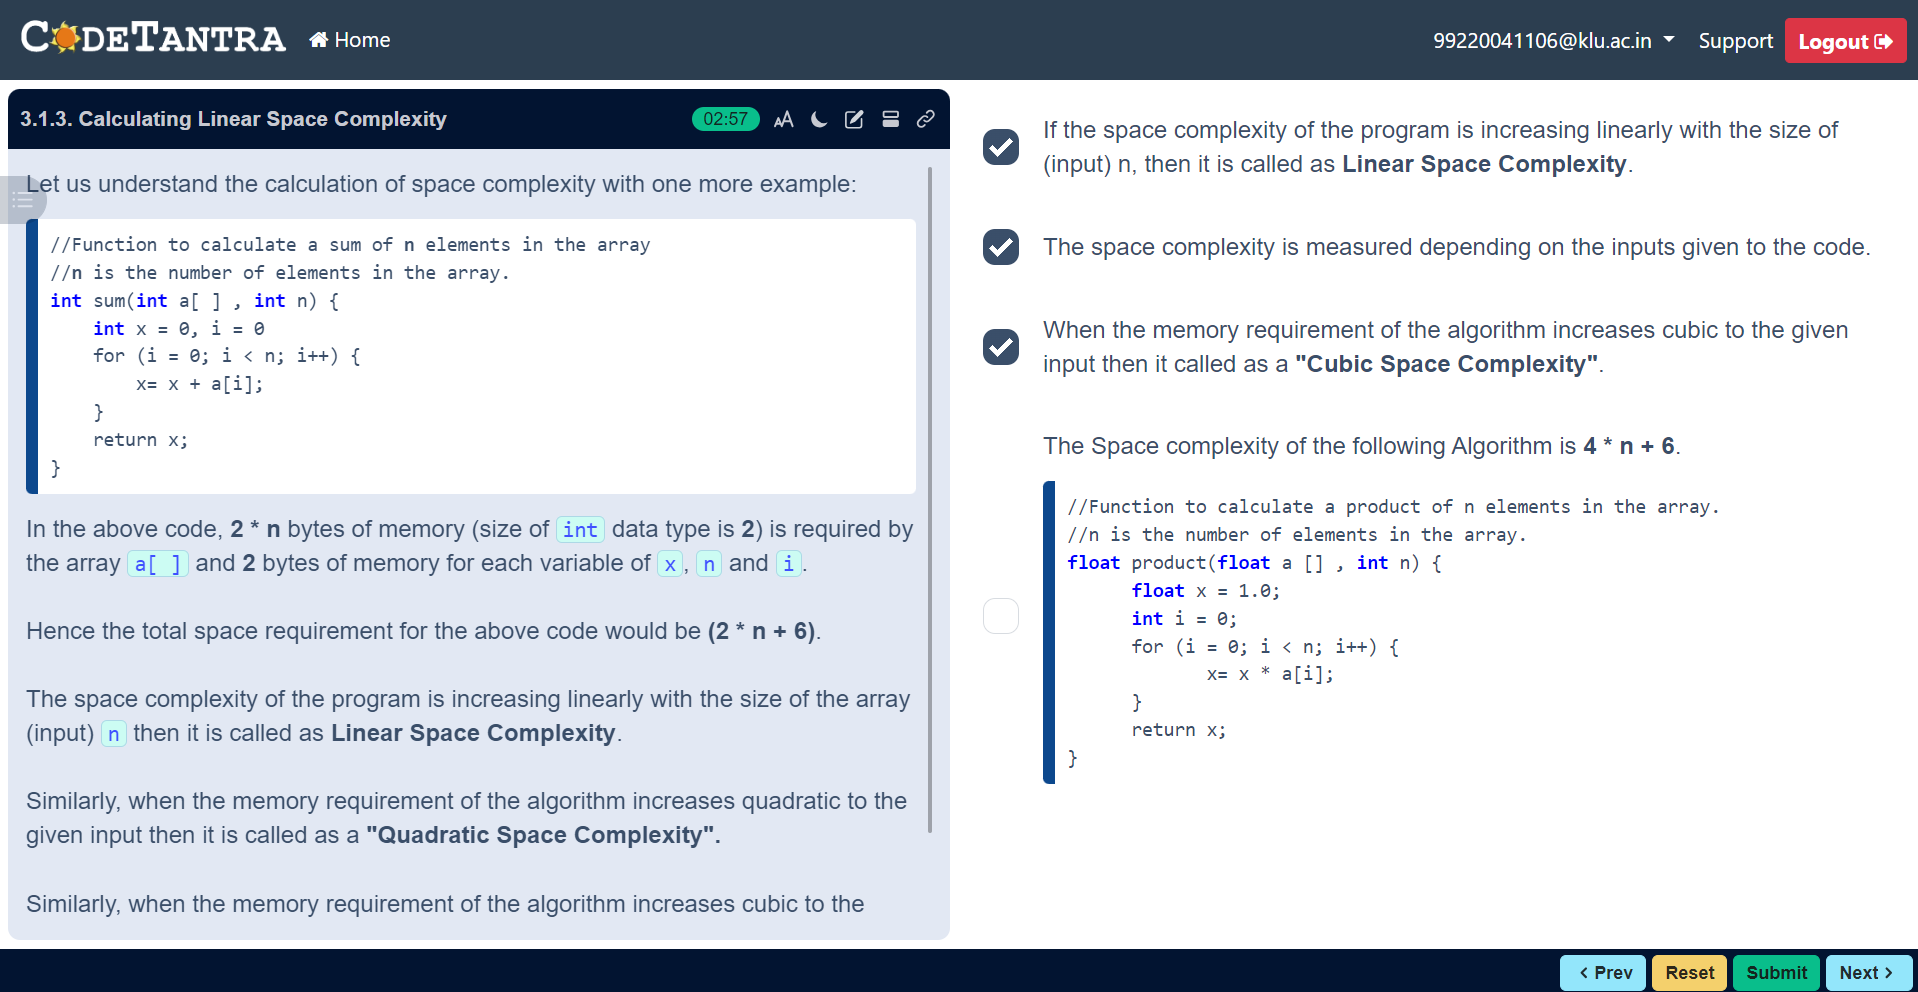 CODETANTRA
Home
99220041106@klu.ac.in
Support
Logout
3.1.3. Calculating Linear Space Complexity
02:57
AA
Let us understand the calculation of space complexity with one more example:
//Function to calculate a sum of n elements in the array
//n is the number of elements in the array.
int sum(int a[ ] , int n) {
    int x = 0, i = 0
    for (i = 0; i < n; i++) {
        x= x + a[i];
    }
    return x;
}
In the above code, 2 * n bytes of memory (size of int data type is 2) is required by
the array a[ ] and 2 bytes of memory for each variable of x, n and i.
Hence the total space requirement for the above code would be (2 * n + 6).
The space complexity of the program is increasing linearly with the size of the array
(input) n then it is called as Linear Space Complexity.
Similarly, when the memory requirement of the algorithm increases quadratic to the
given input then it is called as a "Quadratic Space Complexity".
Similarly, when the memory requirement of the algorithm increases cubic to the
If the space complexity of the program is increasing linearly with the size of
(input) n, then it is called as Linear Space Complexity.
The space complexity is measured depending on the inputs given to the code.
When the memory requirement of the algorithm increases cubic to the given
input then it called as a "Cubic Space Complexity".
The Space complexity of the following Algorithm is 4 * n + 6.
//Function to calculate a product of n elements in the array.
//n is the number of elements in the array.
float product(float a [] , int n) {
      float x = 1.0;
      int i = 0;
      for (i = 0; i < n; i++) {
             x= x * a[i];
      }
      return x;
}
Prev
Reset
Submit
Next